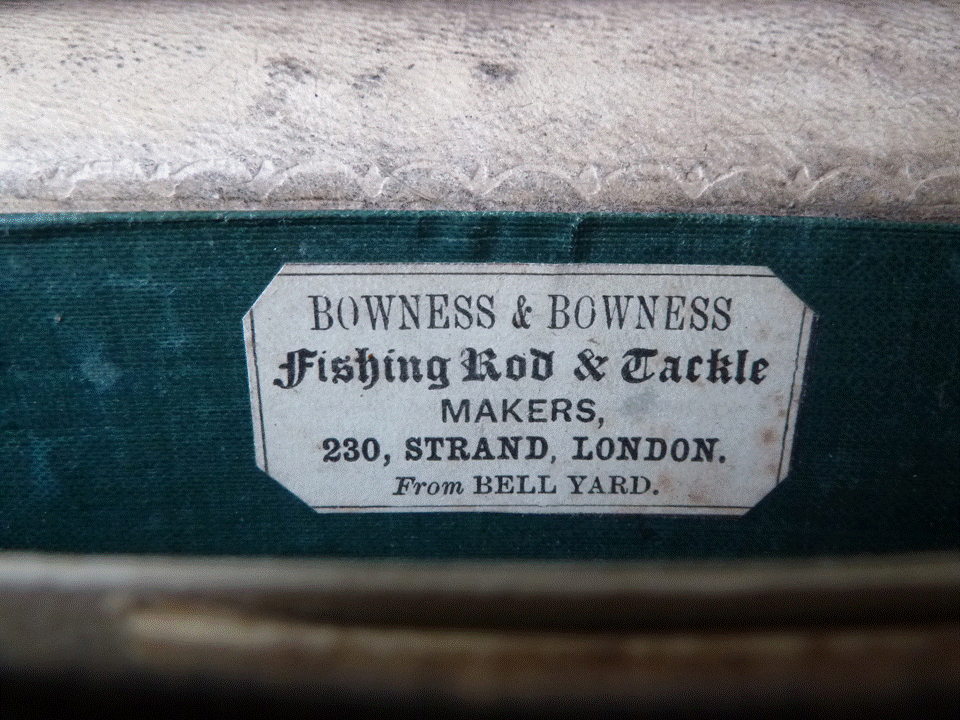 BOWNESS & BOWNESS
Fishing Rod & Tackle
MAKERS,
230, STRAND, LONDON.
From BELL YARD.